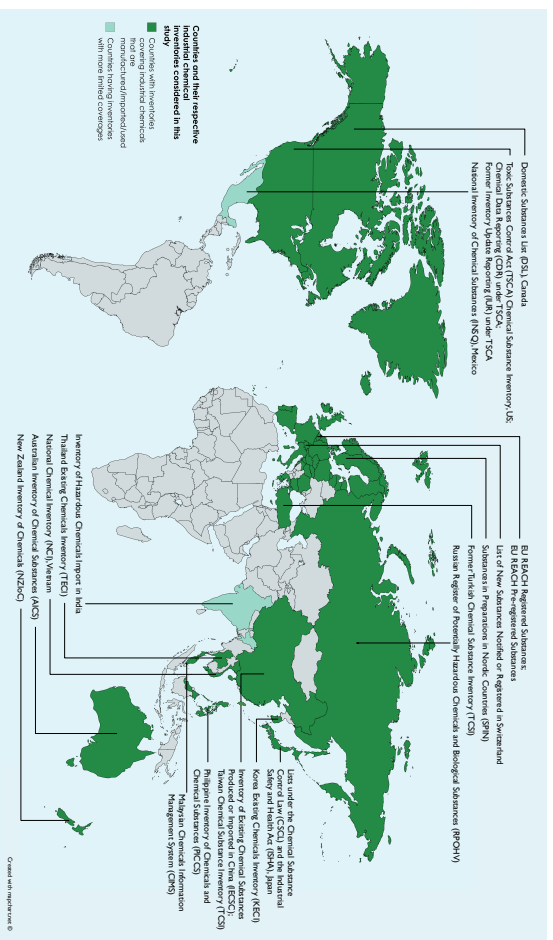 Domestic Substances List (DSL), Canada
Toxic Substances Control Act (TSCA) Chemical Substance Inventory, US;
Chemical Data Reporting (CDR) under TSCA;
Former Inventory Update Reporting (IUR) under TSCA
National Inventory of Chemical Substances (INSQ), Mexico
EU REACH Registered Substances;
EU REACH Pre-registered Substances
List of New Substances Notified or Registered in Switzerland
Substances in Preparations in Nordic Countries (SPIN)
Former Turkish Chemical Substance Inventory (TCSI)
Russian Register of Potentially Hazardous Chemicals and Biological Substances (RPOHV)
Countries and their respective
industrial chemical
inventories considered in this
study
Countries with inventories
covering industrial chemicals
that are
manufactured/imported/used
Countries having inventories
with more limited coverages
Inventory of Hazardous Chemicals Import in India
Thailand Existing Chemicals Inventory (TECI)
National Chemical Inventory (NCI), Vietnam
Australian Inventory of Chemical Substances (AICS)
New Zealand Inventory of Chemicals (NZIoC)
Lists under the Chemical Substance
Control Law (CSCL) and the Industrial
Safety and Health Act (ISHA), Japan
Korea Existing Chemicals Inventory (KECI)
Inventory of Existing Chemical Substances
Produced or Imported in China (IECSC);
Taiwan Chemical Substance Inventory (TCSI)
Philippine Inventory of Chemicals and
Chemical Substances (PICCS)
Malaysian Chemicals Information
Management System (CIMS)
Created with mapchart.net ©